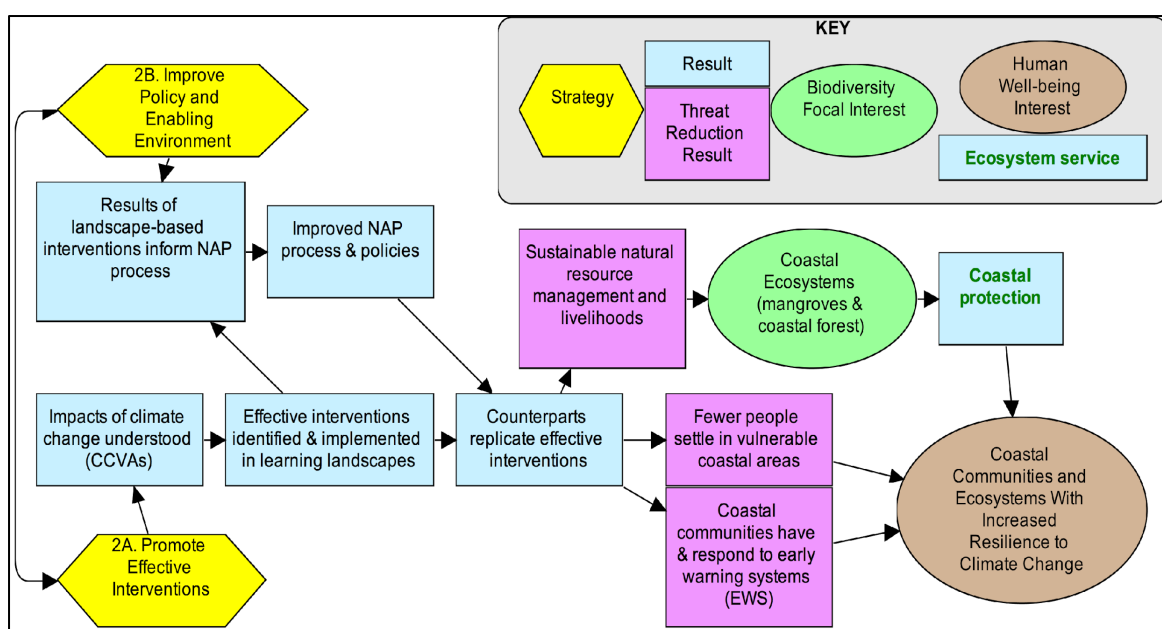 KEY
Strategy
Result
Threat
Reduction
Result
Biodiversity
Focal Interest
Human
Well-being
Interest
Ecosystem service
2B. Improve
Policy and
Enabling
Environment
Results of
landscape-based
interventions inform NAP
process
Improved NAP
process & policies
Sustainable natural
resource
management and
livelihoods
Coastal
Ecosystems
(mangroves &
coastal forest)
Coastal
protection
Impacts of climate
change understood
(CCVAs)
Effective interventions
identified & implemented
in learning landscapes
Counterparts
replicate effective
interventions
Fewer people
settle in vulnerable
coastal areas
Coastal
communities have
& respond to early
warning systems
(EWS)
Coastal
Communities and
Ecosystems With
Increased
Resilience to
Climate Change
2A. Promote
Effective
Interventions